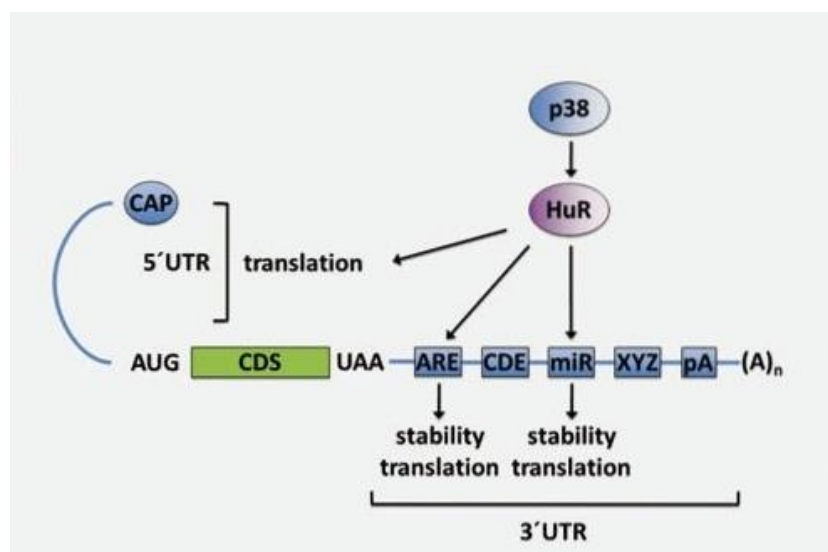 p38
HuR
CAP
5´UTR translation
AUG CDS UAA ARE CDE miR XYZ pA (A)n
stability stability
translation translation
3´UTR